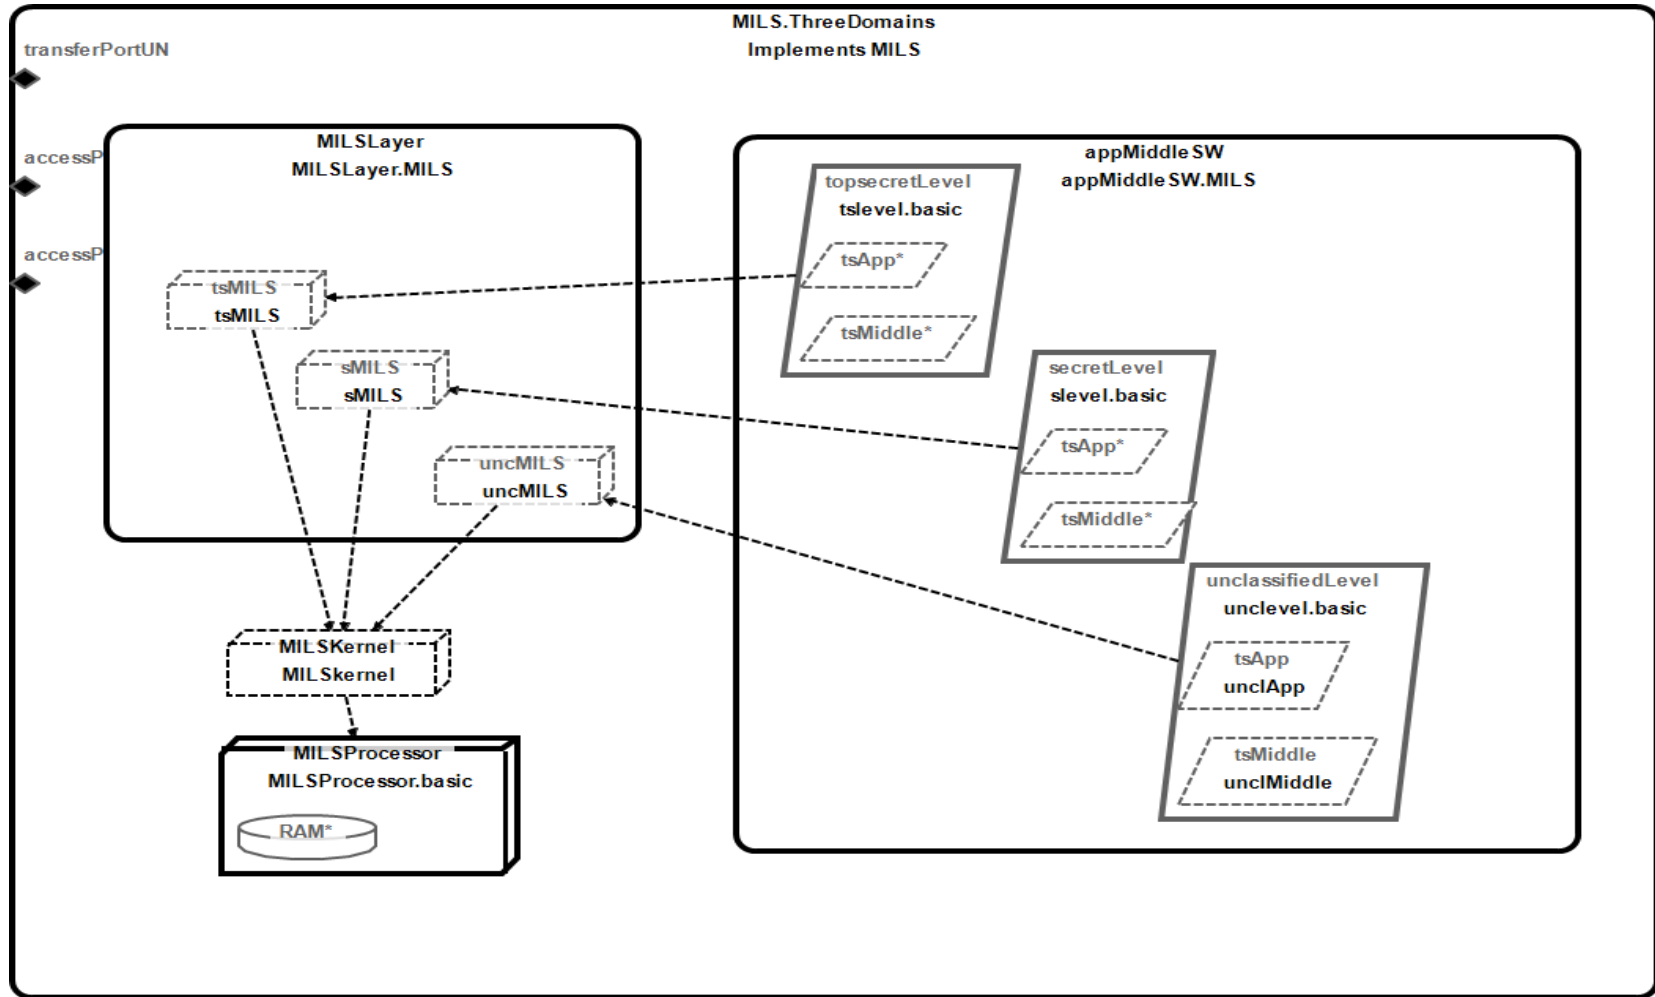 MILS.ThreeDomains
Implements MILS
transferPortUN
accessP
accessP
MILSLayer
MILSLayer.MILS
tsMILS
tsMILS
sMILS
sMILS
uncMILS
uncMILS
MILSKernel
MILSkernel
MILSProcessor
MILSProcessor.basic
RAM*
appMiddleSW
appMiddleSW.MILS
topsecretLevel
tslevel.basic
tsApp*
tsMiddle*
secretLevel
slevel.basic
tsApp*
tsMiddle*
unclassifiedLevel
unclevel.basic
tsApp
unclApp
tsMiddle
unclMiddle